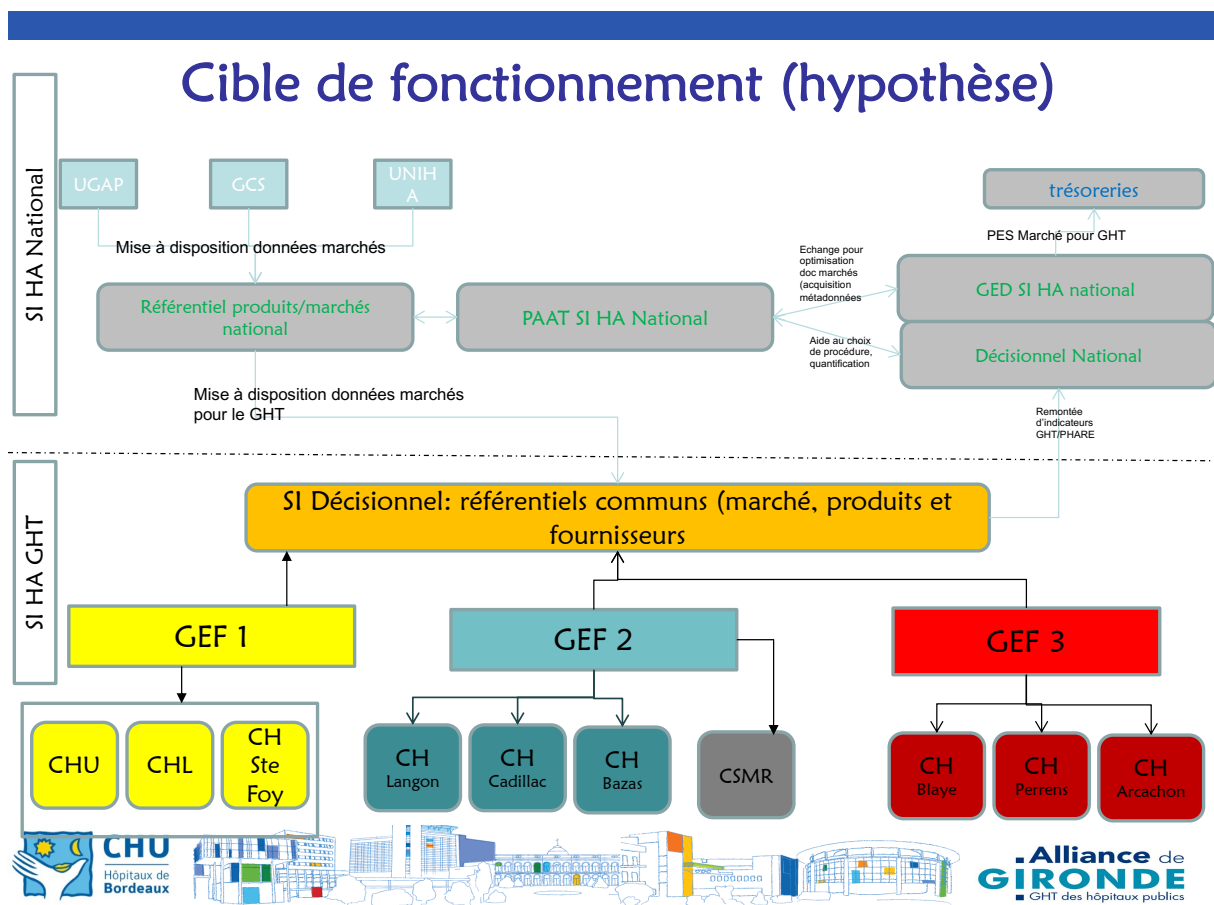 Cible de fonctionnement (hypothèse)
SI HA National
UGAP
GCS
UNIH
A
trésoreries
Mise à disposition données marchés
PES Marché pour GHT
Echange pour
optimisation
doc marchés
(acquisition
métadonnées
Référentiel produits/marchés
national
PAAT SI HA National
GED SI HA national
Aide au choix
de procédure,
quantification
Décisionnel National
Mise à disposition données marchés
pour le GHT
Remontée
d'indicateurs
GHT/PHARE
SI HA GHT
SI Décisionnel: référentiels communs (marché, produits et
fournisseurs
GEF 1
GEF 2
GEF 3
CHU
CHL
CH
Ste
Foy
CH
Langon
CH
Cadillac
CH
Bazas
CSMR
CH
Blaye
CH
Perrens
CH
Arcachon
CHU
Hôpitaux de
Bordeaux
Alliance de
GIRONDE
GHT des hôpitaux publics